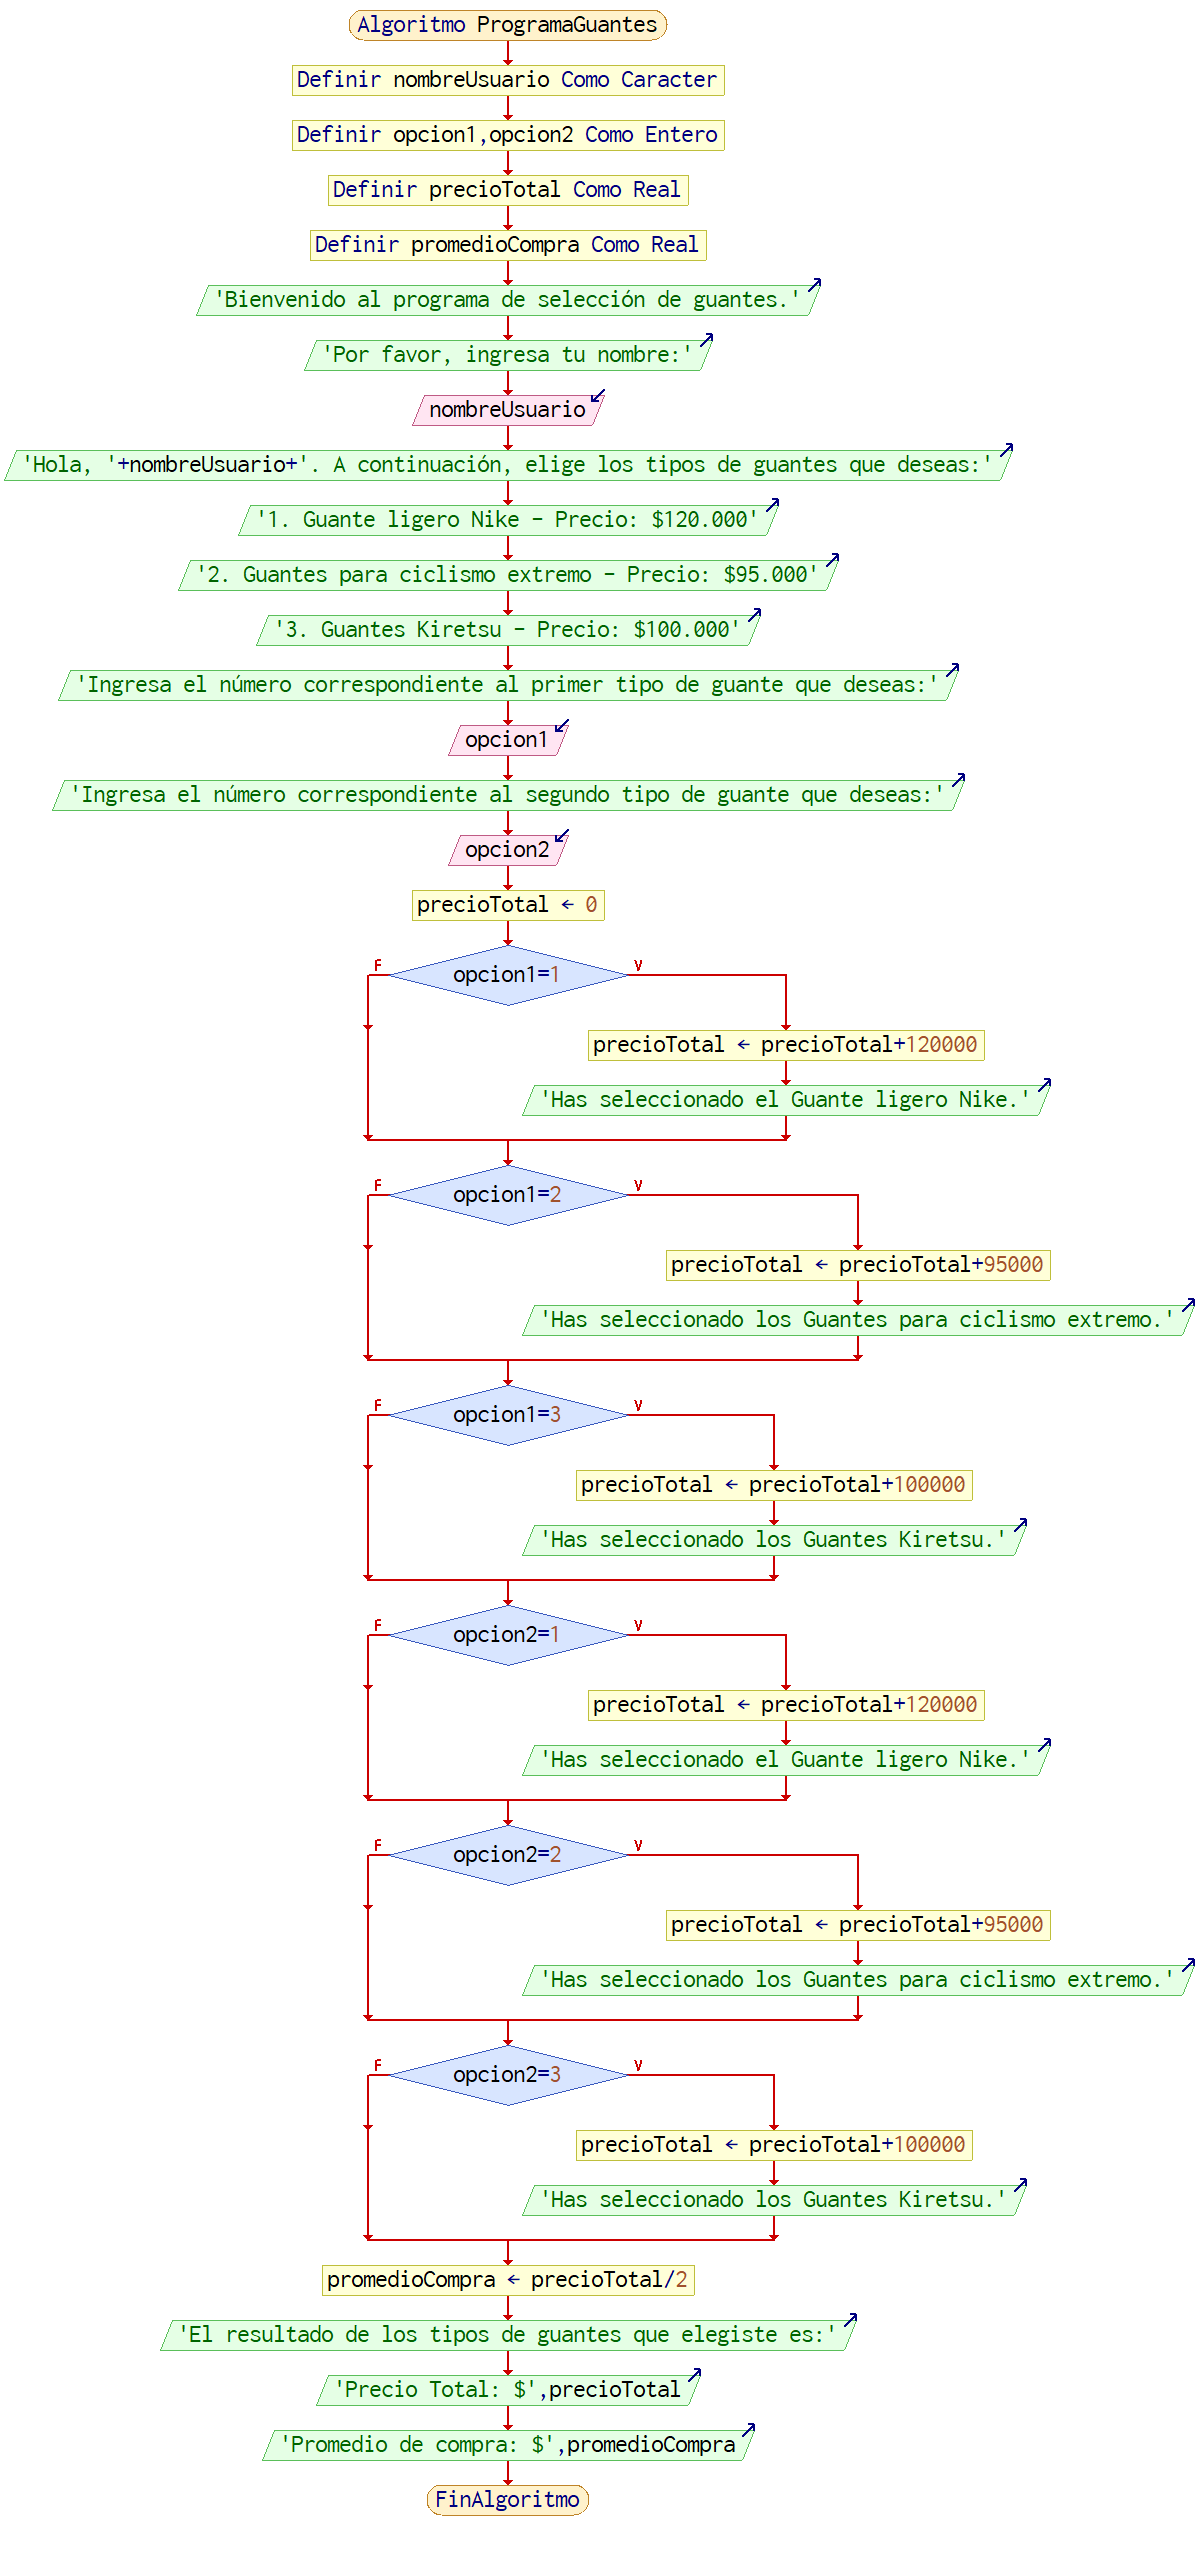 Algoritmo ProgramaGuantes
Definir nombreUsuario Como Caracter
Definir opcion1,opcion2 Como Entero
Definir precioTotal Como Real
Definir promedioCompra Como Real
'Bienvenido al programa de selección de guantes.'
'Por favor, ingresa tu nombre:'
nombreUsuario
'Hola, '+nombreUsuario+'. A continuación, elige los tipos de guantes que deseas:'
'1. Guante ligero Nike - Precio: $120.000'
'2. Guantes para ciclismo extremo - Precio: $95.000'
'3. Guantes Kiretsu - Precio: $100.000'
'Ingresa el número correspondiente al primer tipo de guante que deseas:'
opcion1
'Ingresa el número correspondiente al segundo tipo de guante que deseas:'
opcion2
precioTotal ← 0
F opcion1=1 V
precioTotal ← precioTotal+120000
'Has seleccionado el Guante ligero Nike.'
F opcion1=2 V
precioTotal ← precioTotal+95000
'Has seleccionado los Guantes para ciclismo extremo.'
F opcion1=3 V
precioTotal ← precioTotal+100000
'Has seleccionado los Guantes Kiretsu.'
F opcion2=1 V
precioTotal ← precioTotal+120000
'Has seleccionado el Guante ligero Nike.'
F opcion2=2 V
precioTotal ← precioTotal+95000
'Has seleccionado los Guantes para ciclismo extremo.'
F opcion2=3 V
precioTotal ← precioTotal+100000
'Has seleccionado los Guantes Kiretsu.'
promedioCompra ← precioTotal/2
'El resultado de los tipos de guantes que elegiste es:'
'Precio Total: $',precioTotal
'Promedio de compra: $',promedioCompra
FinAlgoritmo